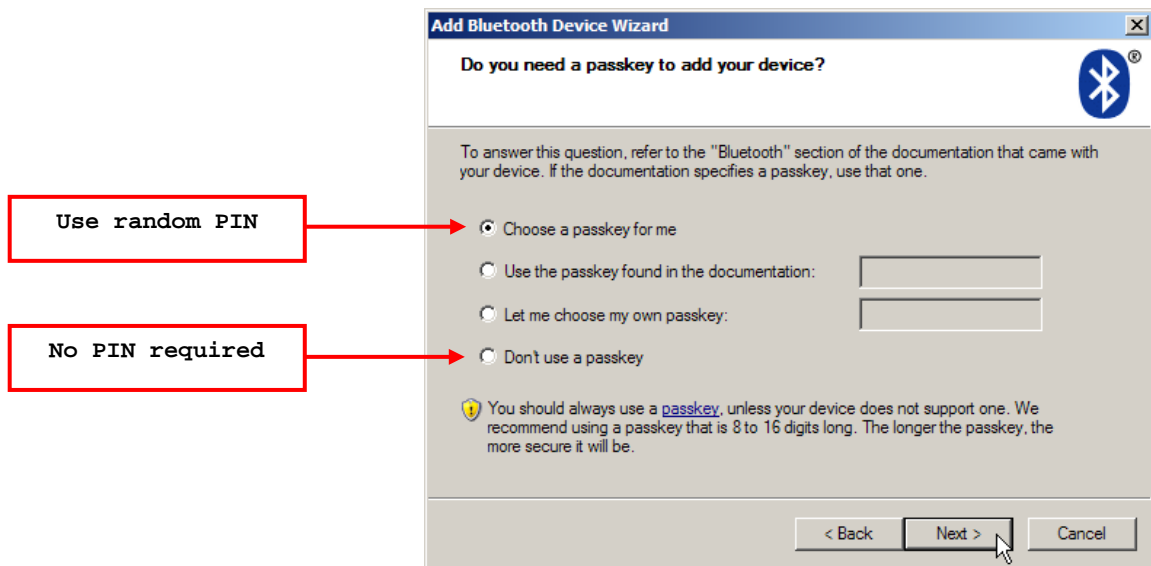 Add Bluetooth Device Wizard
Do you need a passkey to add your device?
®
To answer this question, refer to the "Bluetooth" section of the documentation that came with
your device. If the documentation specifies a passkey, use that one.
Use random PIN
Choose a passkey for me
Use the passkey found in the documentation:
Let me choose my own passkey:
No PIN required
Don't use a passkey
You should always use a passkey, unless your device does not support one. We
recommend using a passkey that is 8 to 16 digits long. The longer the passkey, the
more secure it will be.
< Back Next > Cancel